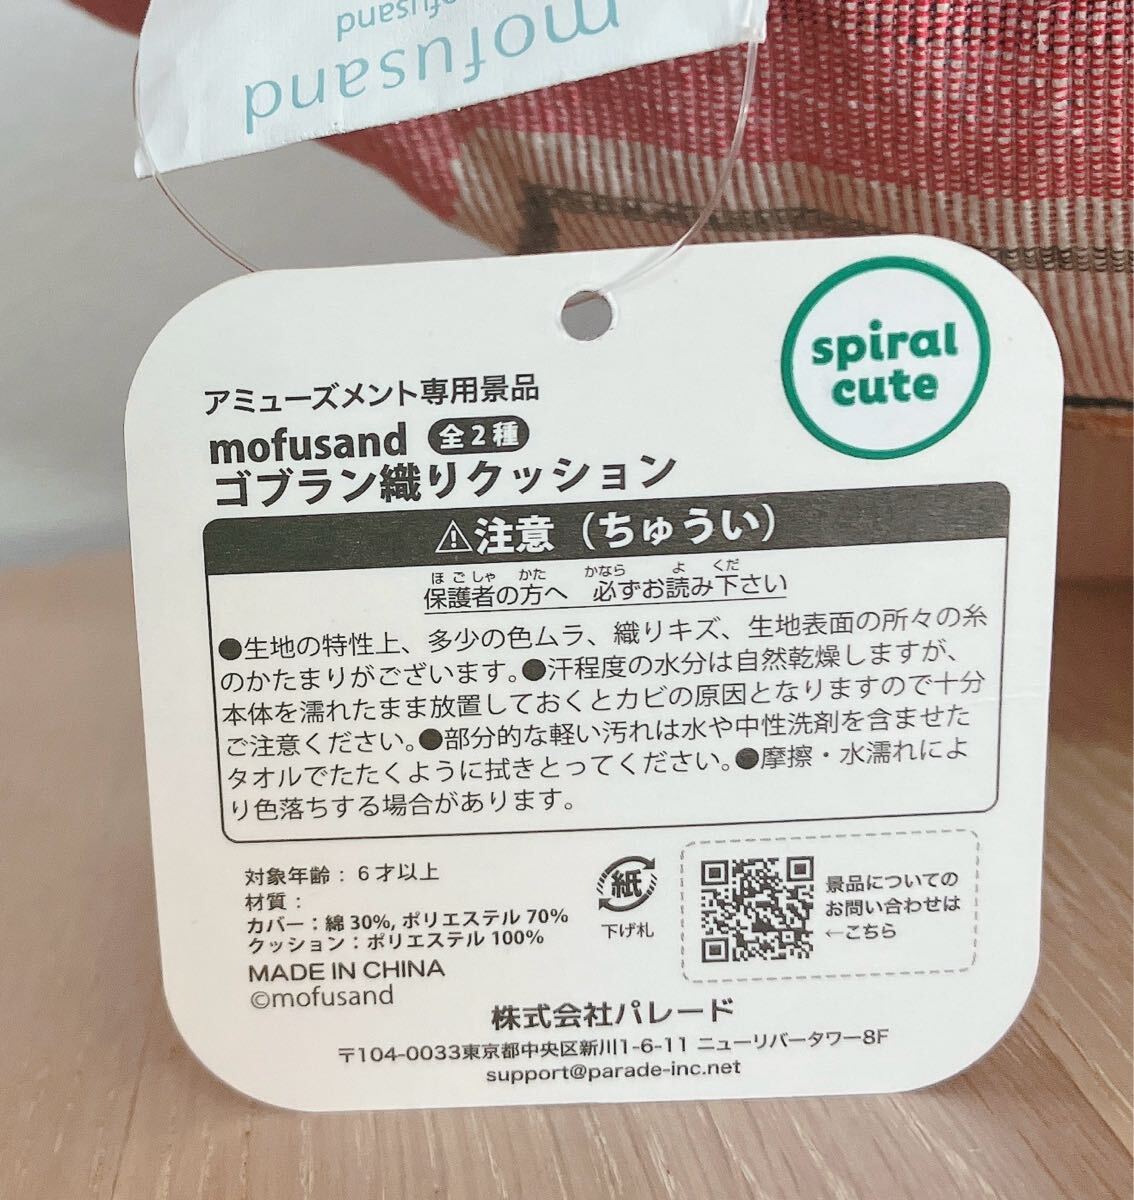 mofusand
mofusand
spiral
cute
アミューズメント専用景品
mofusand 全2種
ゴブラン織りクッション
⚠注意（ちゅうい）
ほごしゃ かた かなら よ くだ
保護者の方へ 必ずお読み下さい
●生地の特性上、多少の色ムラ、織りキズ、生地表面の所々の糸
のかたまりがございます。●汗程度の水分は自然乾燥しますが、
本体を濡れたまま放置しておくとカビの原因となりますので十分
ご注意ください。●部分的な軽い汚れは水や中性洗剤を含ませた
タオルでたたくように拭きとってください。●摩擦・水濡れによ
り色落ちする場合があります。
対象年齢：6才以上
材質：
カバー：綿30%, ポリエステル70%
クッション：ポリエステル100%
MADE IN CHINA
©mofusand
紙
下げ札
景品についての
お問い合わせは
←こちら
株式会社パレード
〒104-0033東京都中央区新川1-6-11 ニューリバータワー8F
support@parade-inc.net